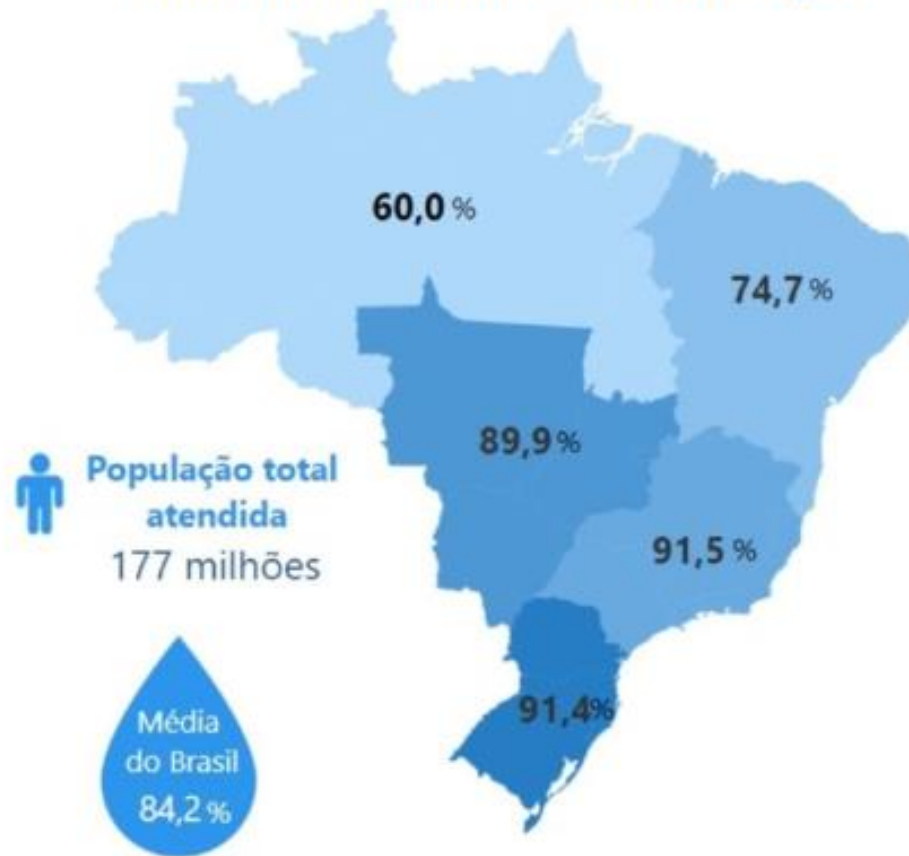 60,0 %
74,7 %
89,9 %
91,5 %
91,4%
População total
atendida
177 milhões
Média
do Brasil
84,2 %